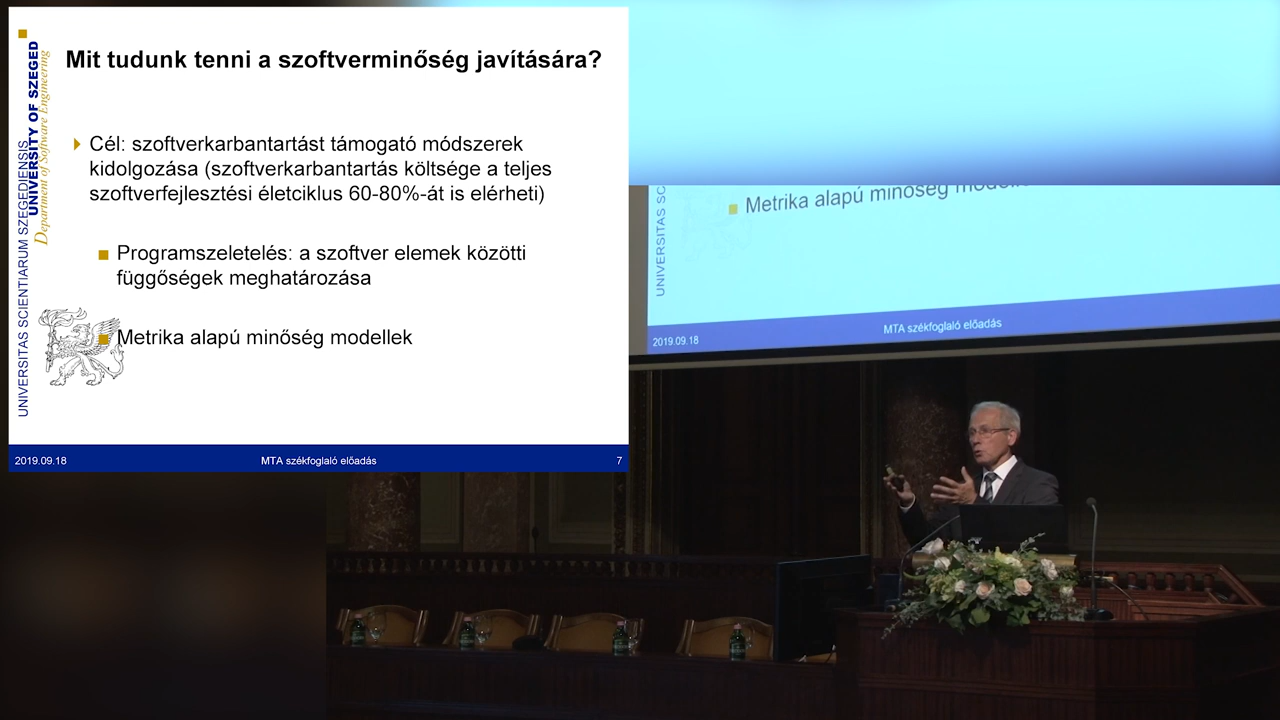 Mit tudunk tenni a szoftverminőség javítására?
Cél: szoftverkarbantartást támogató módszerek
kidolgozása (szoftverkarbantartás költsége a teljes
szoftverfejlesztési életciklus 60-80%-át is elérheti)
Programszeletelés: a szoftver elemek közötti
függőségek meghatározása
Metrika alapú minőség modellek
2019.09.18
MTA székfoglaló előadás
7
UNIVERSITAS SCIENTIARUM SZEGEDIENSIS
UNIVERSITY OF SZEGED
Department of Software Engineering
Metrika alapú minőség
UNIVERSITAS SC
2019.09.18
MTA székfoglaló előadás